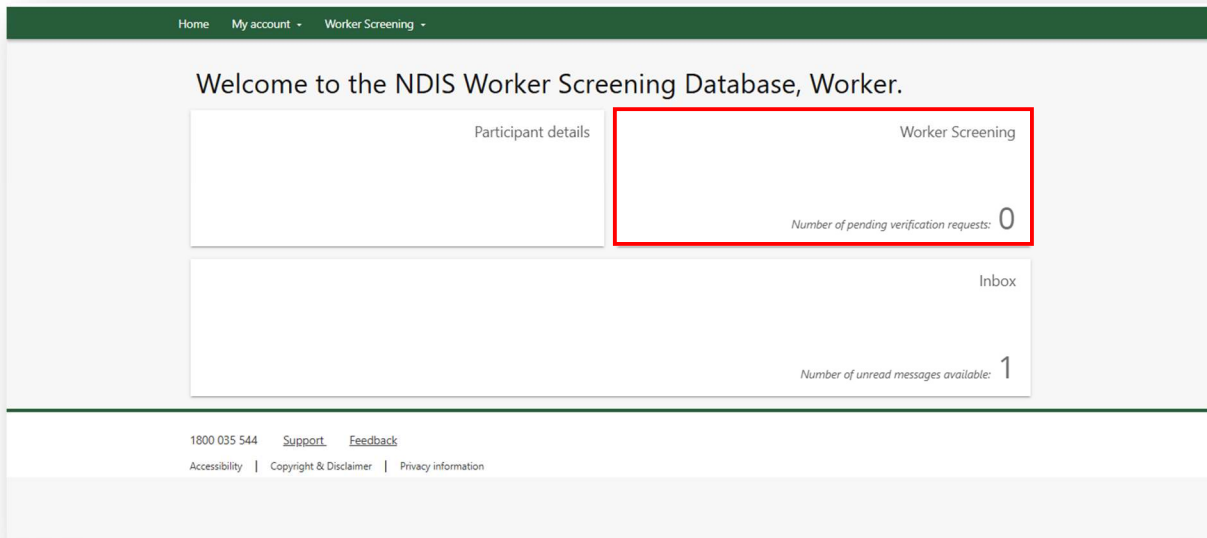 Home My account Worker Screening
Welcome to the NDIS Worker Screening Database, Worker.
Participant details
Worker Screening
Number of pending verification requests: 0
Inbox
Number of unread messages available: 1
1800 035 544 Support Feedback
Accessibility | Copyright & Disclaimer | Privacy information